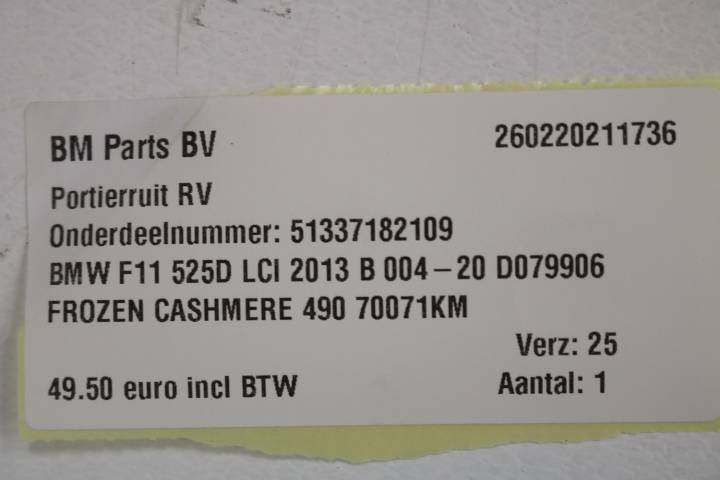 BM Parts BV 260220211736
Portierruit RV
Onderdeelnummer: 51337182109
BMW F11 525D LCI 2013 B 004-20 D079906
FROZEN CASHMERE 490 70071KM
Verz: 25
49.50 euro incl BTW Aantal: 1